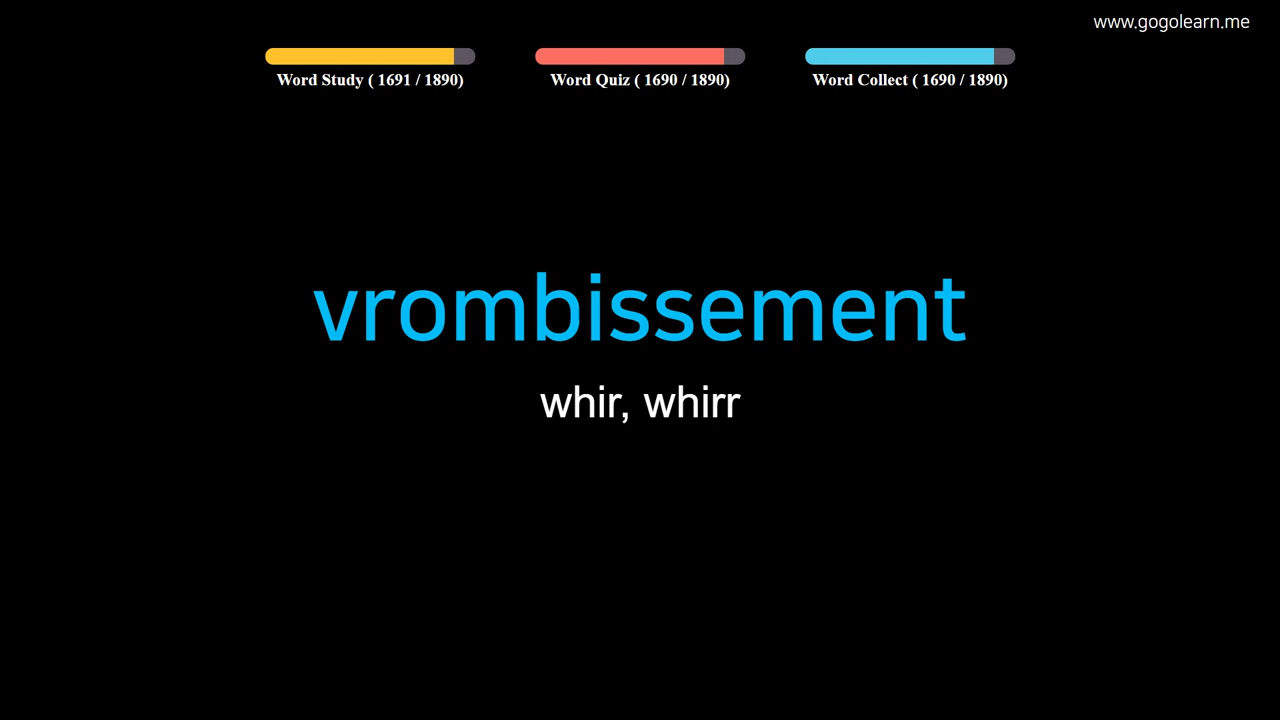 www.gogolearn.me
Word Study ( 1691 / 1890)
Word Quiz ( 1690 / 1890)
Word Collect ( 1690 / 1890)
vrombissement
whir, whirr